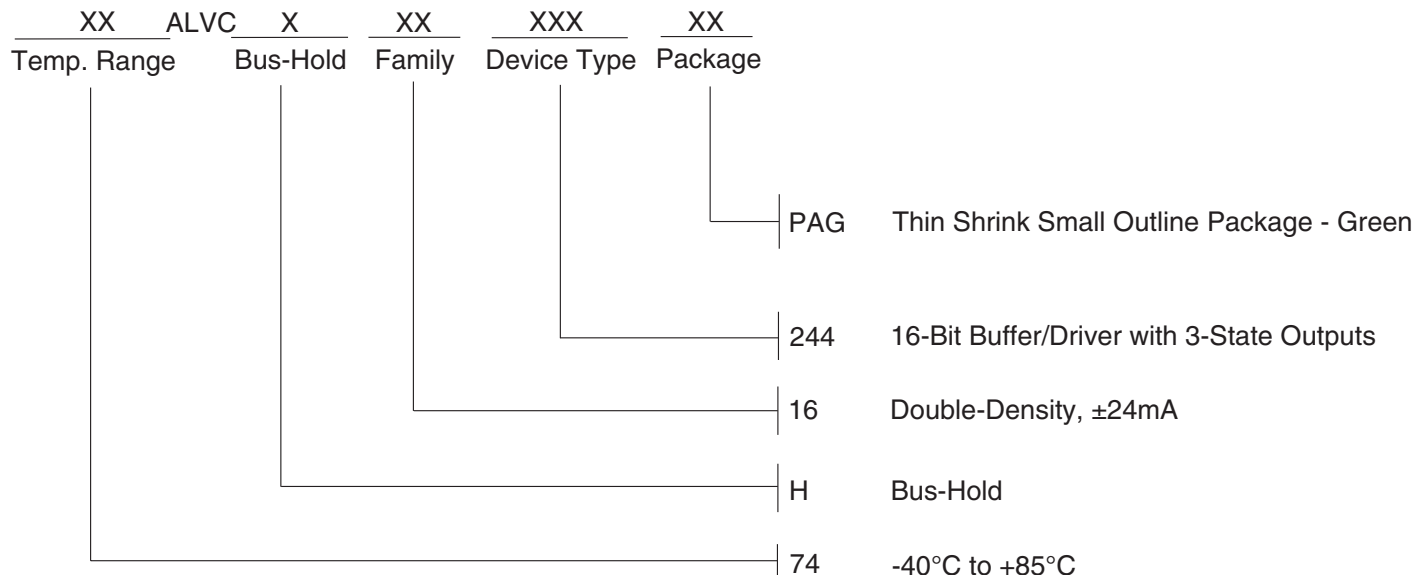 XX ALVC X XX XXX XX
Temp. Range Bus-Hold Family Device Type Package
PAG Thin Shrink Small Outline Package - Green
244 16-Bit Buffer/Driver with 3-State Outputs
16 Double-Density, ±24mA
H Bus-Hold
74 -40°C to +85°C